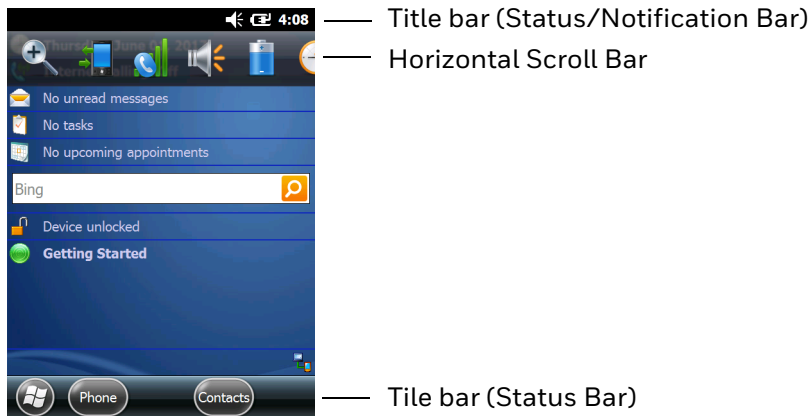 4:08
Title bar (Status/Notification Bar)
Horizontal Scroll Bar
No unread messages
No tasks
No upcoming appointments
Bing
Device unlocked
Getting Started
Phone
Contacts
Tile bar (Status Bar)